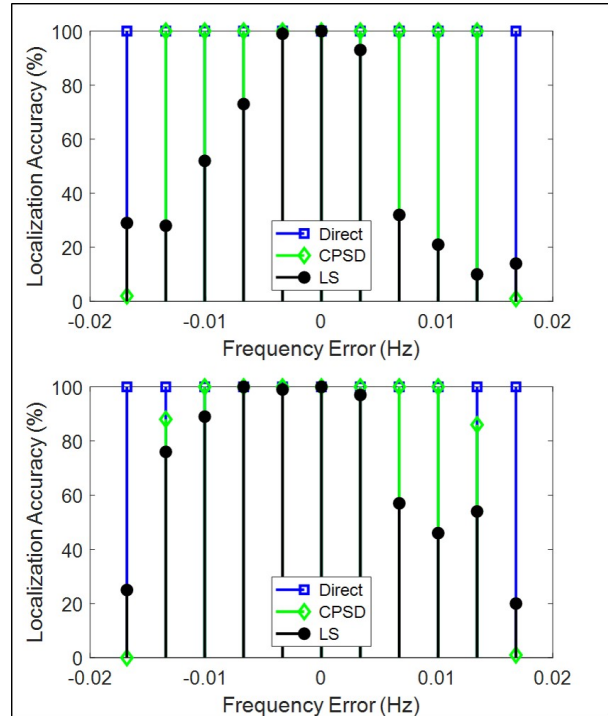 100
80
60
40
20
0
Localization Accuracy (%)
Direct
CPSD
LS
-0.02 -0.01 0 0.01 0.02
Frequency Error (Hz)
100
80
60
40
20
0
Localization Accuracy (%)
Direct
CPSD
LS
-0.02 -0.01 0 0.01 0.02
Frequency Error (Hz)